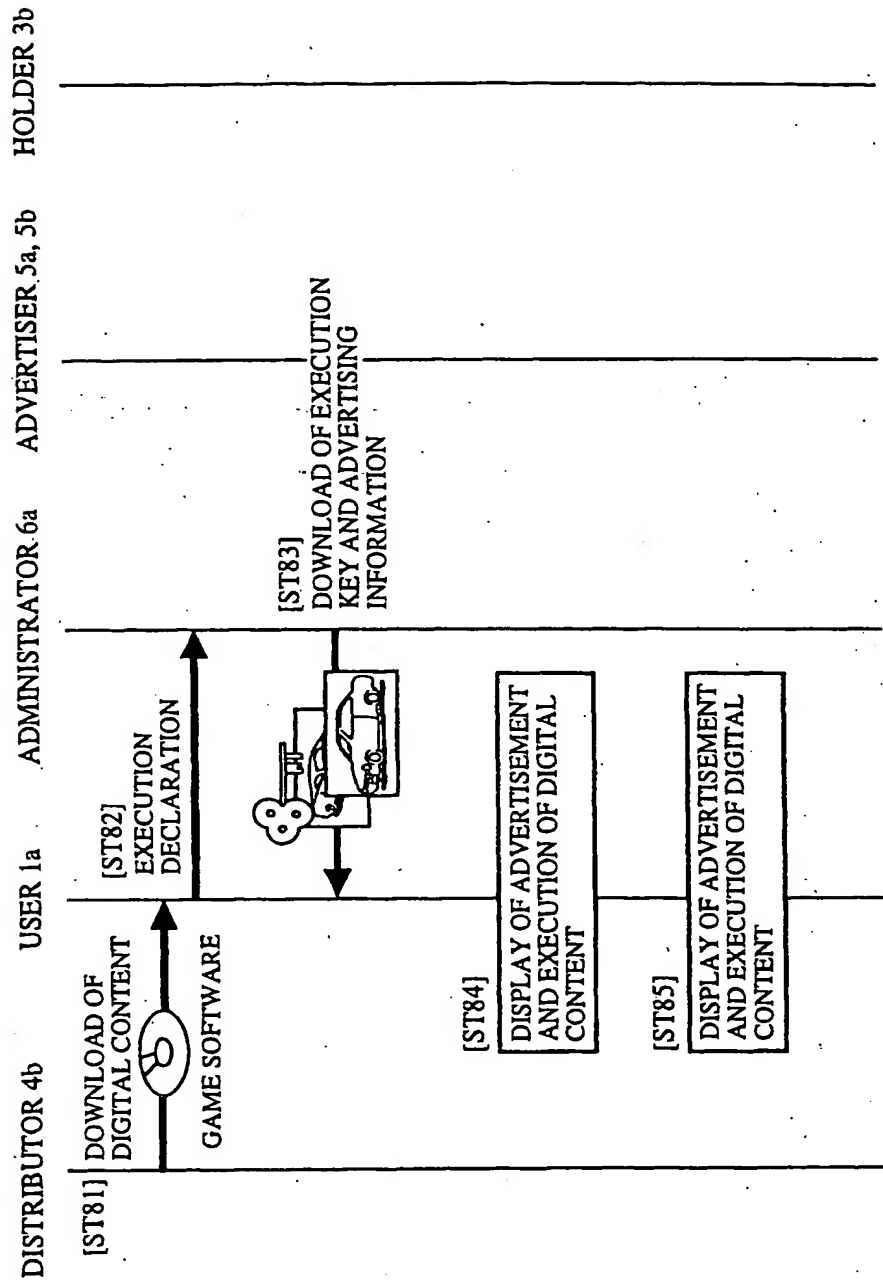 DISTRIBUTOR 4b
USER 1a
ADMINISTRATOR 6a
ADVERTISER 5a, 5b
HOLDER 3b
[ST81]
DOWNLOAD OF
DIGITAL CONTENT
GAME SOFTWARE
[ST82]
EXECUTION
DECLARATION
[ST83]
DOWNLOAD OF EXECUTION
KEY AND ADVERTISING
INFORMATION
[ST84]
DISPLAY OF ADVERTISEMENT
AND EXECUTION OF DIGITAL
CONTENT
[ST85]
DISPLAY OF ADVERTISEMENT
AND EXECUTION OF DIGITAL
CONTENT